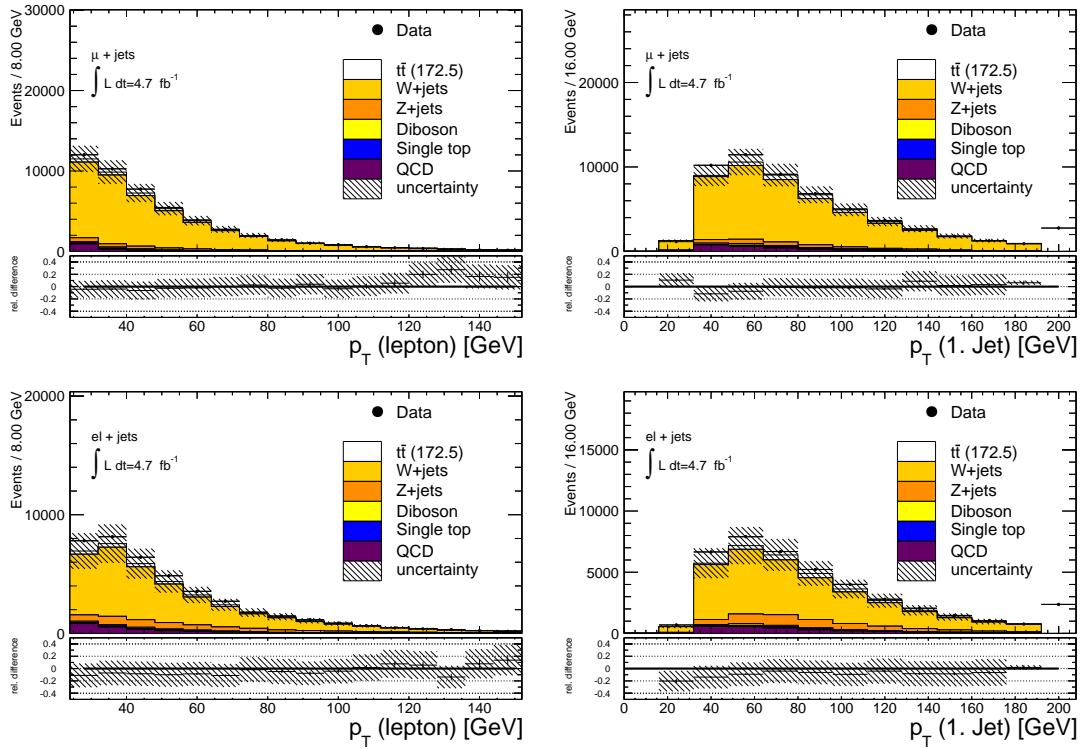 Events / 8.00 GeV
30000
20000
10000
0
μ + jets
∫ L dt=4.7 fb⁻¹
Data
tt̄ (172.5)
W+jets
Z+jets
Diboson
Single top
QCD
uncertainty
rel. difference
0.4
0.2
0
-0.2
-0.4
40 60 80 100 120 140
p_T (lepton) [GeV]
Events / 16.00 GeV
20000
10000
0
μ + jets
∫ L dt=4.7 fb⁻¹
Data
tt̄ (172.5)
W+jets
Z+jets
Diboson
Single top
QCD
uncertainty
rel. difference
0.4
0.2
0
-0.2
-0.4
0 20 40 60 80 100 120 140 160 180 200
p_T (1. Jet) [GeV]
Events / 8.00 GeV
20000
10000
0
el + jets
∫ L dt=4.7 fb⁻¹
Data
tt̄ (172.5)
W+jets
Z+jets
Diboson
Single top
QCD
uncertainty
rel. difference
0.4
0.2
0
-0.2
-0.4
40 60 80 100 120 140
p_T (lepton) [GeV]
Events / 16.00 GeV
15000
10000
5000
0
el + jets
∫ L dt=4.7 fb⁻¹
Data
tt̄ (172.5)
W+jets
Z+jets
Diboson
Single top
QCD
uncertainty
rel. difference
0.4
0.2
0
-0.2
-0.4
0 20 40 60 80 100 120 140 160 180 200
p_T (1. Jet) [GeV]